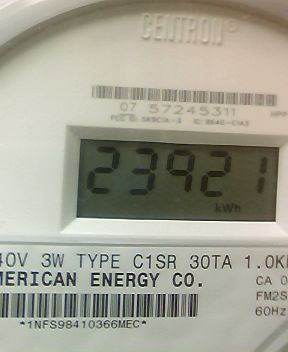 CENTRON®
07 57245311
23921
kWh
40V 3W TYPE C1SR 30TA 1.0K
MERICAN ENERGY CO.
CA 0
FM2S
60Hz
*1NFS98410366MEC*